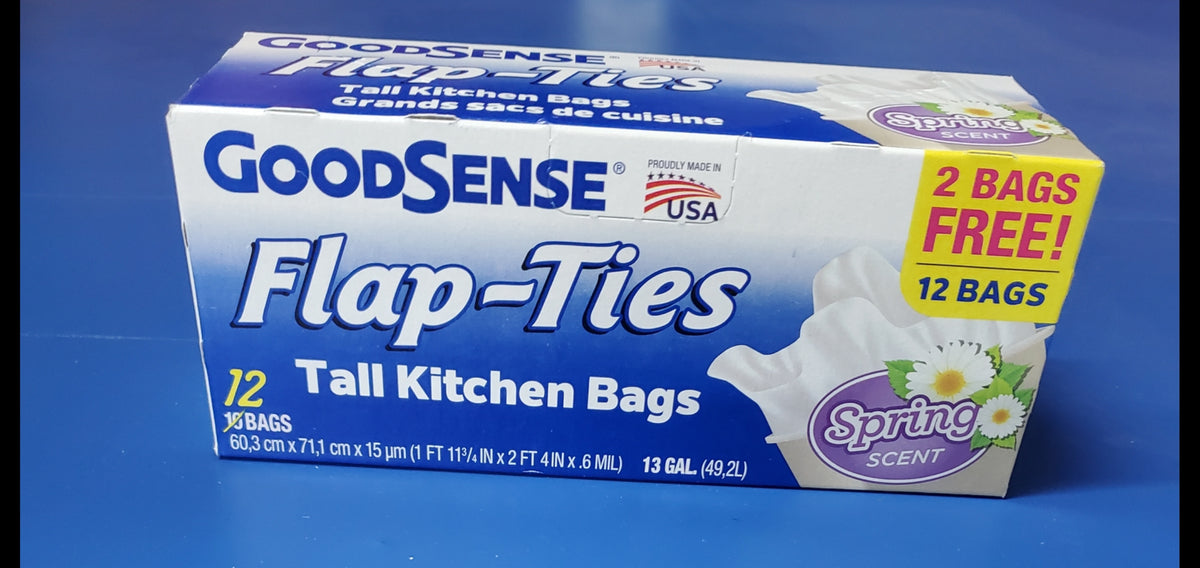 GOODSENSE
USA
Flap-Ties
Tall Kitchen Bags
Grands sacs de cuisine
Spring
SCENT
GOODSENSE®
PROUDLY MADE IN
USA
2 BAGS
FREE!
12 BAGS
Flap-Ties
Tall Kitchen Bags
12
10 BAGS
60,3 cm x 71,1 cm x 15 µm (1 FT 11¾ IN x 2 FT 4 IN x .6 MIL) 13 GAL. (49,2L)
Spring
SCENT